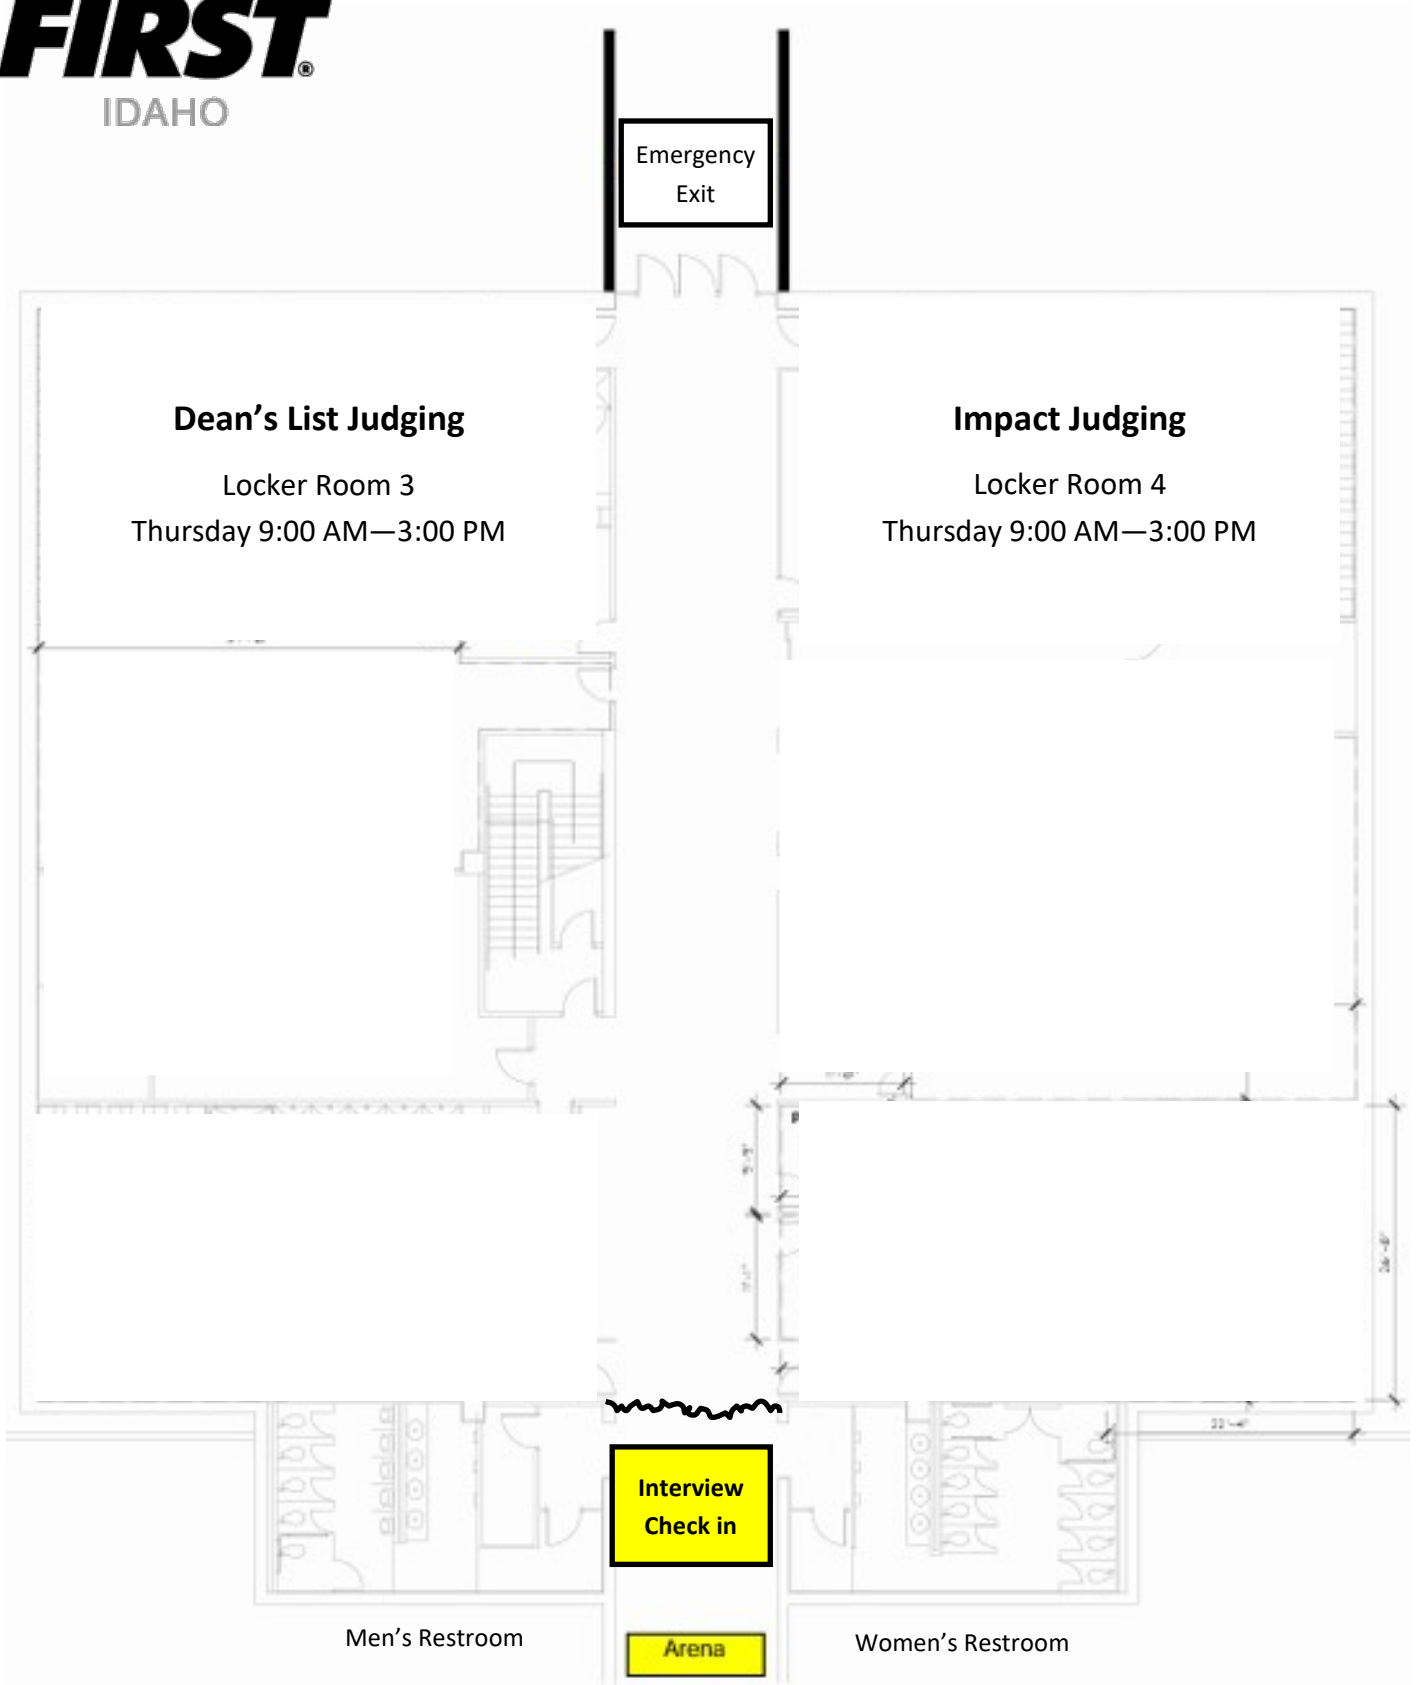 FIRST®
IDAHO
Emergency
Exit
Dean’s List Judging
Locker Room 3
Thursday 9:00 AM—3:00 PM
Impact Judging
Locker Room 4
Thursday 9:00 AM—3:00 PM
Interview
Check in
Men’s Restroom
Arena
Women’s Restroom